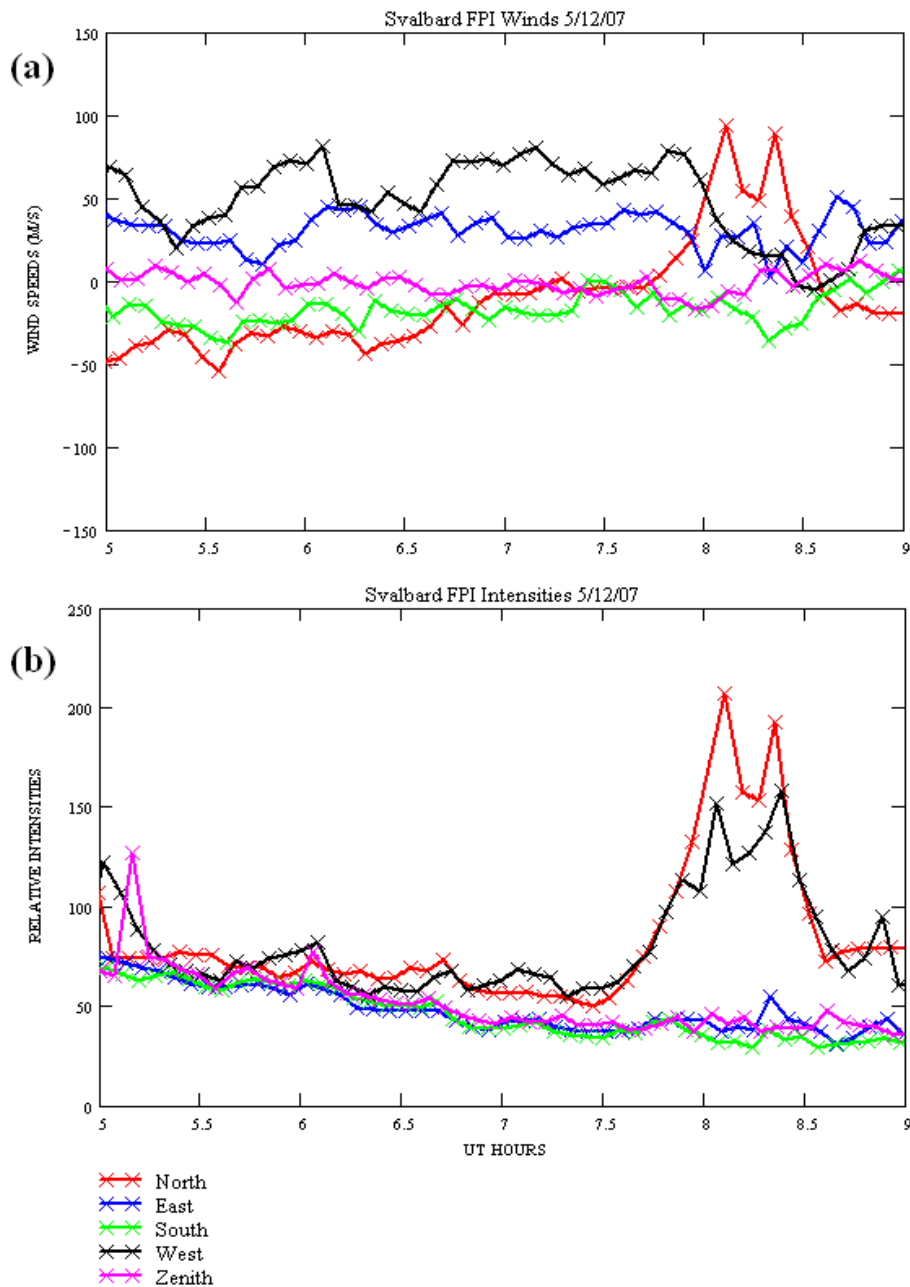 Svalbard FPI Winds 5/12/07
(a)
WIND SPEEDS (M/S)
150
100
50
0
−50
−100
−150
5 5.5 6 6.5 7 7.5 8 8.5 9
Svalbard FPI Intensities 5/12/07
(b)
RELATIVE INTENSITIES
250
200
150
100
50
0
5 5.5 6 6.5 7 7.5 8 8.5 9
UT HOURS
North
East
South
West
Zenith